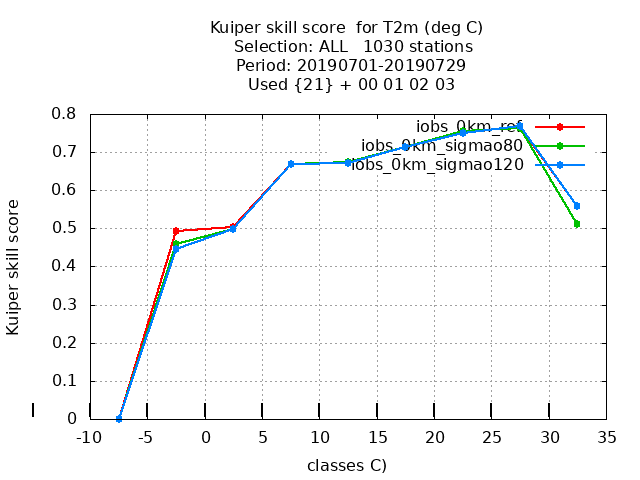 Kuiper skill score  for T2m (deg C)
Selection: ALL   1030 stations
Period: 20190701-20190729
Used {21} + 00 01 02 03
iobs_0km_ref
iobs_0km_sigmao80
iobs_0km_sigmao120
Kuiper skill score
0.8
0.7
0.6
0.5
0.4
0.3
0.2
0.1
0
-10 -5 0 5 10 15 20 25 30 35
classes C)